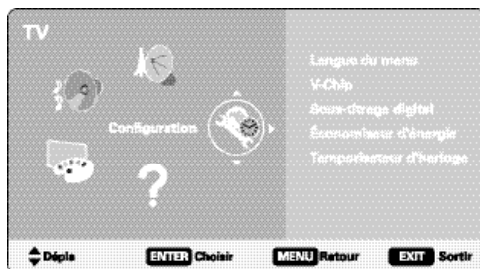 TV
Configuration
Langue du menu
V-Chip
Sous-titrage digital
Économiseur d'énergie
Temporisateur d'horloge
?
Dépla ENTER Choisir MENU Retour EXIT Sortir